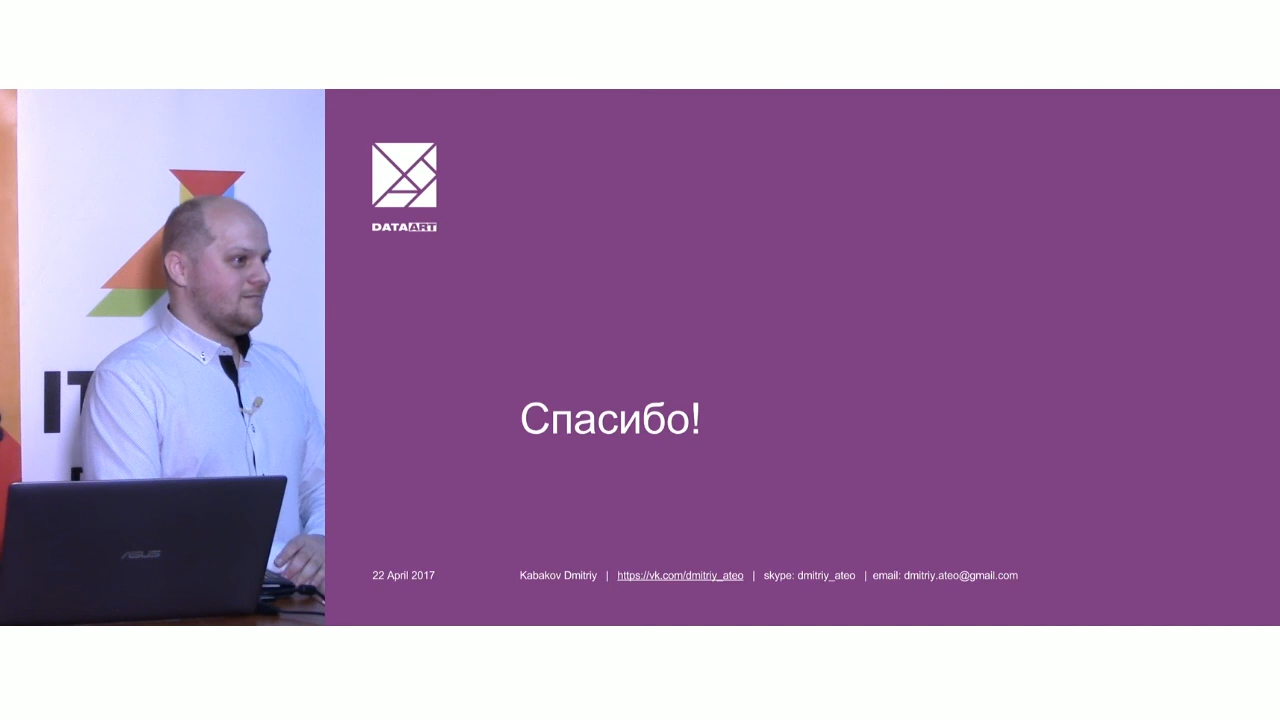 DATAART
IT
ASUS
Спасибо!
22 April 2017
Kabakov Dmitriy | https://vk.com/dmitriy_ateo | skype: dmitriy_ateo | email: dmitriy.ateo@gmail.com